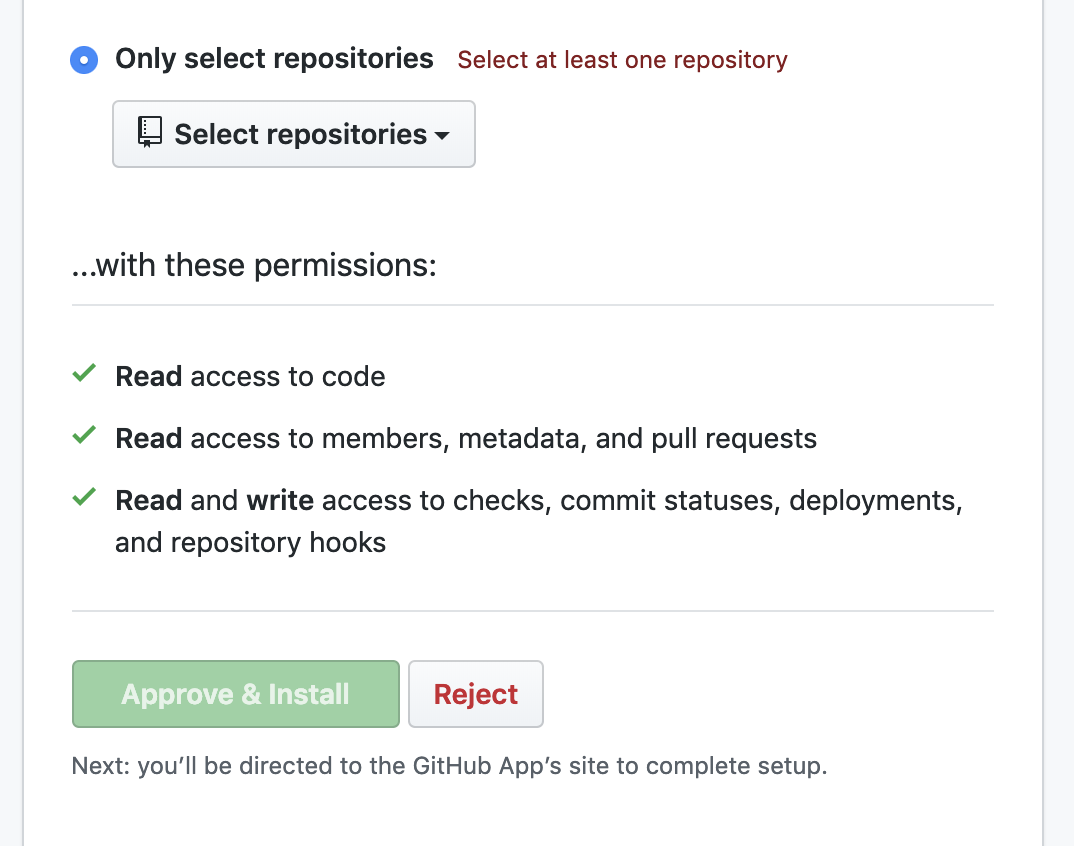 Only select repositories Select at least one repository
Select repositories
...with these permissions:
Read access to code
Read access to members, metadata, and pull requests
Read and write access to checks, commit statuses, deployments,
and repository hooks
Approve & Install Reject
Next: you’ll be directed to the GitHub App’s site to complete setup.